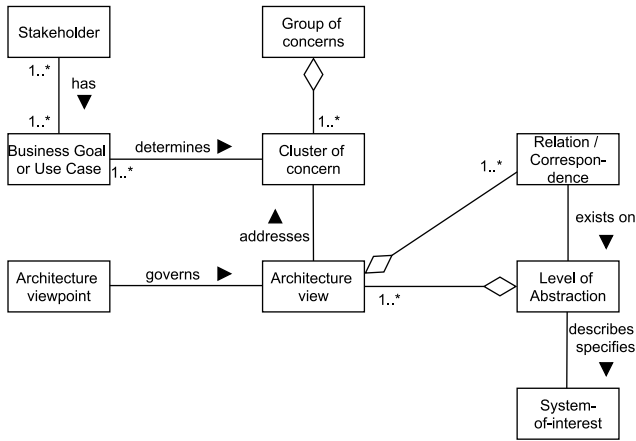 Stakeholder
Group of
concerns
1..*
has
1..*
1..*
Business Goal
or Use Case
determines
1..*
Cluster of
concern
1..*
Relation /
Correspon-
dence
addresses
exists on
Architecture
viewpoint
governs
Architecture
view
1..*
Level of
Abstraction
describes
specifies
System-
of-interest